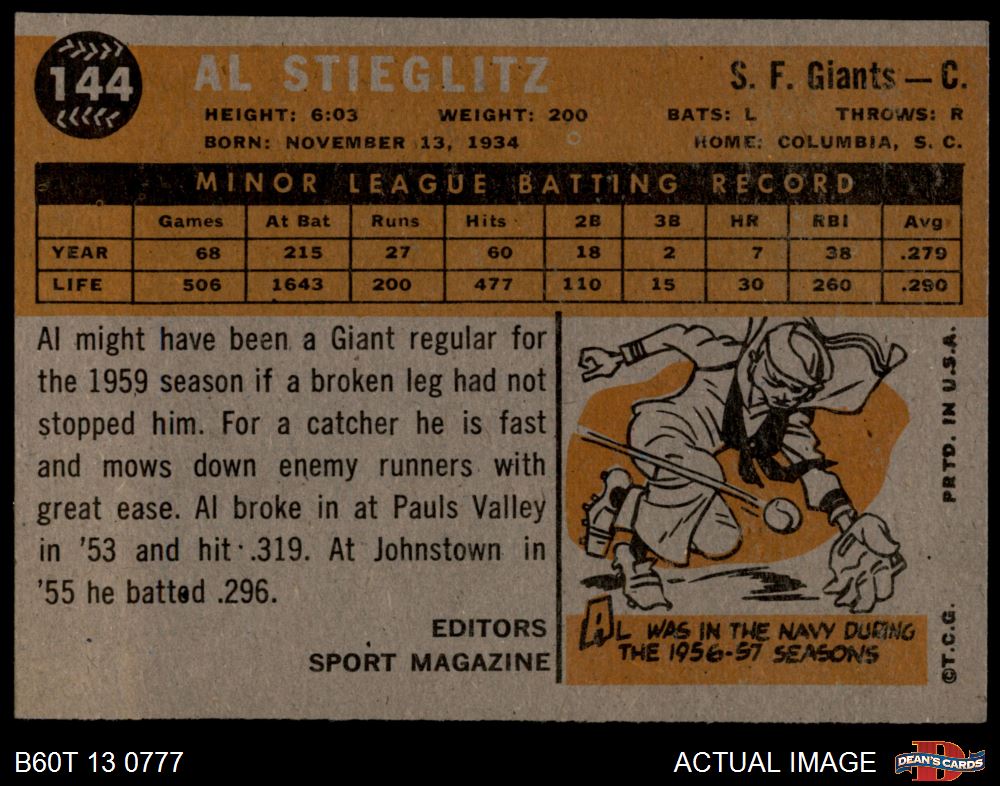 144
AL STIEGLITZ
S. F. Giants — C.
HEIGHT: 6:03 WEIGHT: 200 BATS: L THROWS: R
BORN: NOVEMBER 13, 1934 HOME: COLUMBIA, S. C.
MINOR LEAGUE BATTING RECORD
Games At Bat Runs Hits 2B 3B HR RBI Avg
YEAR 68 215 27 60 18 2 7 38 .279
LIFE 506 1643 200 477 110 15 30 260 .290
Al might have been a Giant regular for
the 1959 season if a broken leg had not
stopped him. For a catcher he is fast
and mows down enemy runners with
great ease. Al broke in at Pauls Valley
in '53 and hit .319. At Johnstown in
'55 he batted .296.
EDITORS
SPORT MAGAZINE
AL WAS IN THE NAVY DURING
THE 1956-57 SEASONS
©T.C.G. PRTD. IN U.S.A.
B60T 13 0777
ACTUAL IMAGE
D
DEAN'S CARDS